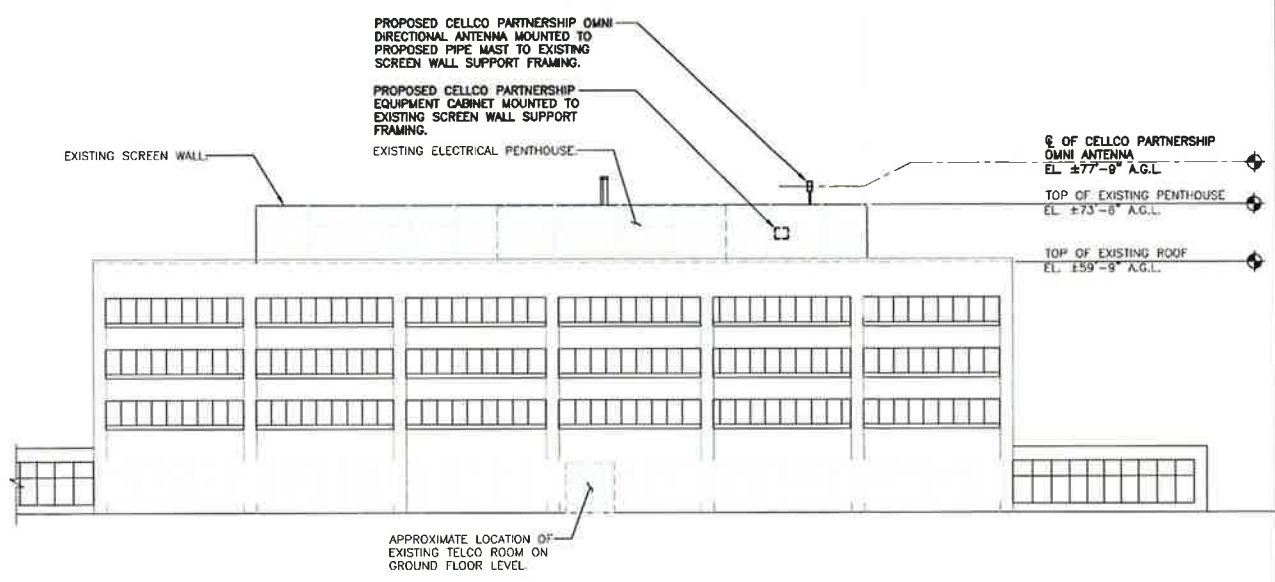 PROPOSED CELLCO PARTNERSHIP OMNI
DIRECTIONAL ANTENNA MOUNTED TO
PROPOSED PIPE MAST TO EXISTING
SCREEN WALL SUPPORT FRAMING.
PROPOSED CELLCO PARTNERSHIP
EQUIPMENT CABINET MOUNTED TO
EXISTING SCREEN WALL SUPPORT
FRAMING.
EXISTING SCREEN WALL
EXISTING ELECTRICAL PENTHOUSE
℄ OF CELLCO PARTNERSHIP
OMNI ANTENNA
EL. ±77'-9" A.G.L.
TOP OF EXISTING PENTHOUSE
EL. ±73'-8" A.G.L.
TOP OF EXISTING ROOF
EL. ±59'-9" A.G.L.
APPROXIMATE LOCATION OF
EXISTING TELCO ROOM ON
GROUND FLOOR LEVEL.